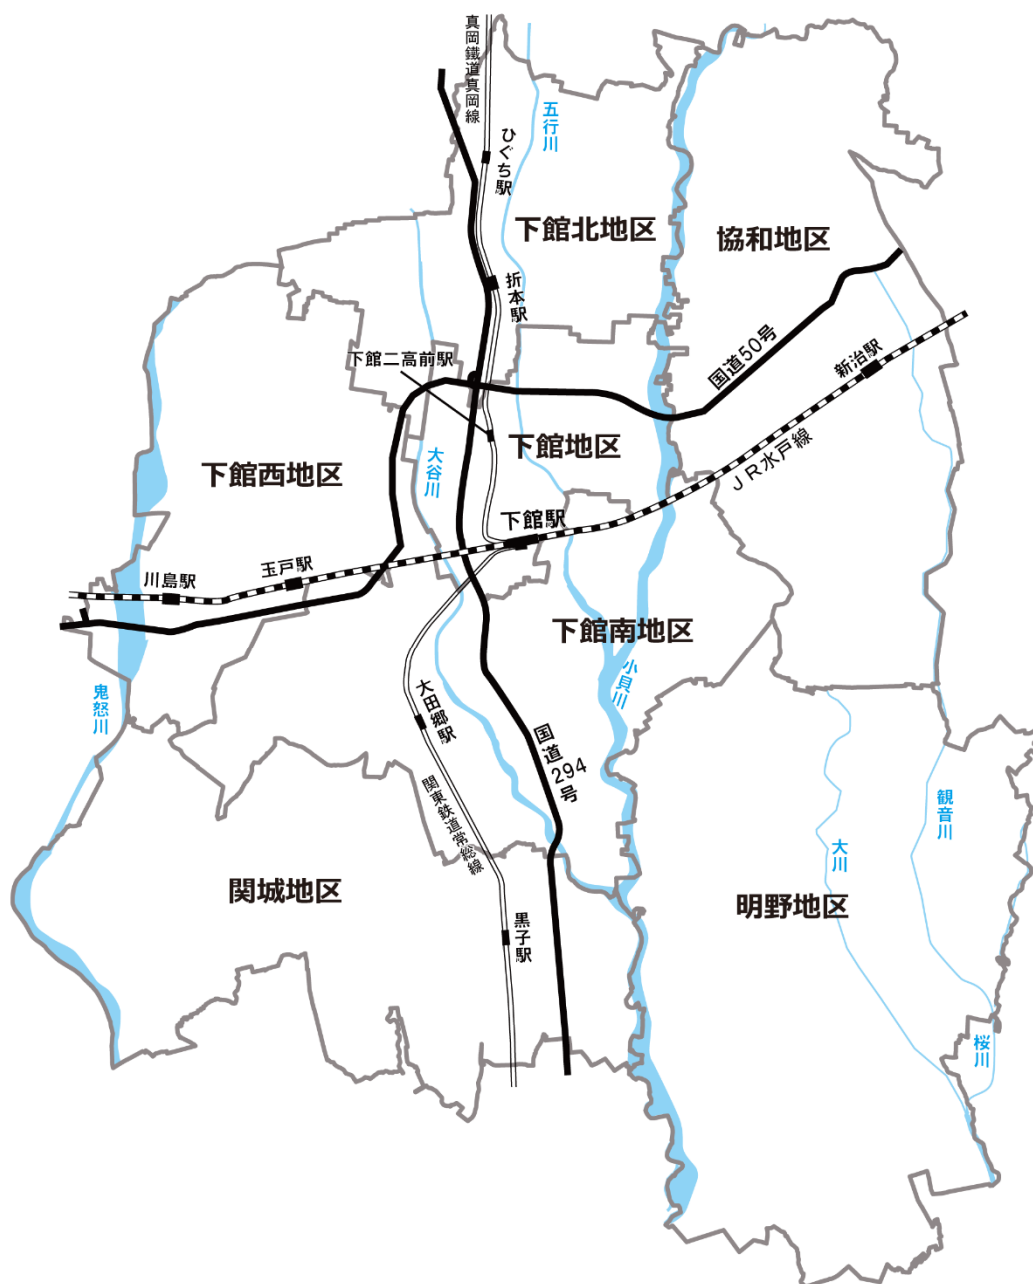 真岡鐵道真岡線
五行川
ひぐち駅
下館北地区
協和地区
折本駅
国道50号
新治駅
下館二高前駅
下館地区
JR水戸線
大谷川
下館西地区
下館駅
玉戸駅
川島駅
下館南地区
小貝川
鬼怒川
大田郷駅
国道294号
関東鉄道常総線
観音川
大川
関城地区
明野地区
黒子駅
桜川